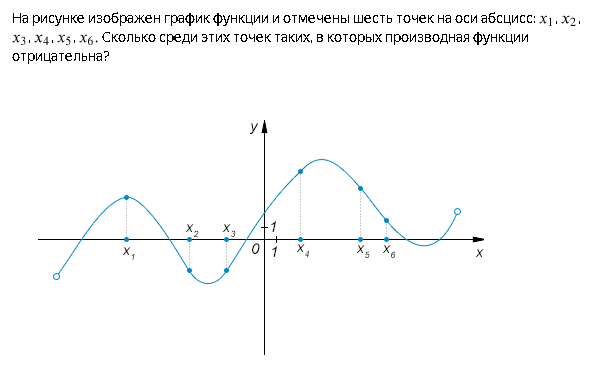 На рисунке изображен график функции и отмечены шесть точек на оси абсцисс: x₁, x₂,
x₃, x₄, x₅, x₆. Сколько среди этих точек таких, в которых производная функции
отрицательна?
y
x₂ x₃ 1
x₁ 0 1 x₄ x₅ x₆ x